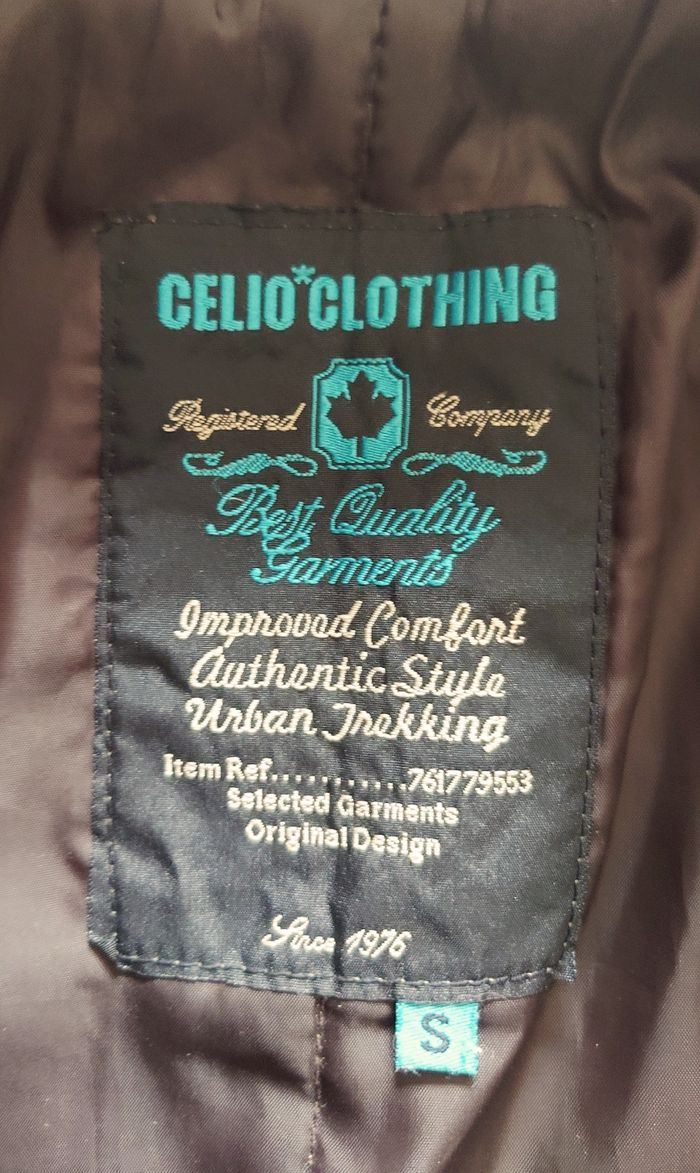 CELIO*CLOTHING
Registered Company
Best Quality
Garments
Improved Comfort
Authentic Style
Urban Trekking
Item Ref...........761779553
Selected Garments
Original Design
Since 1976
S